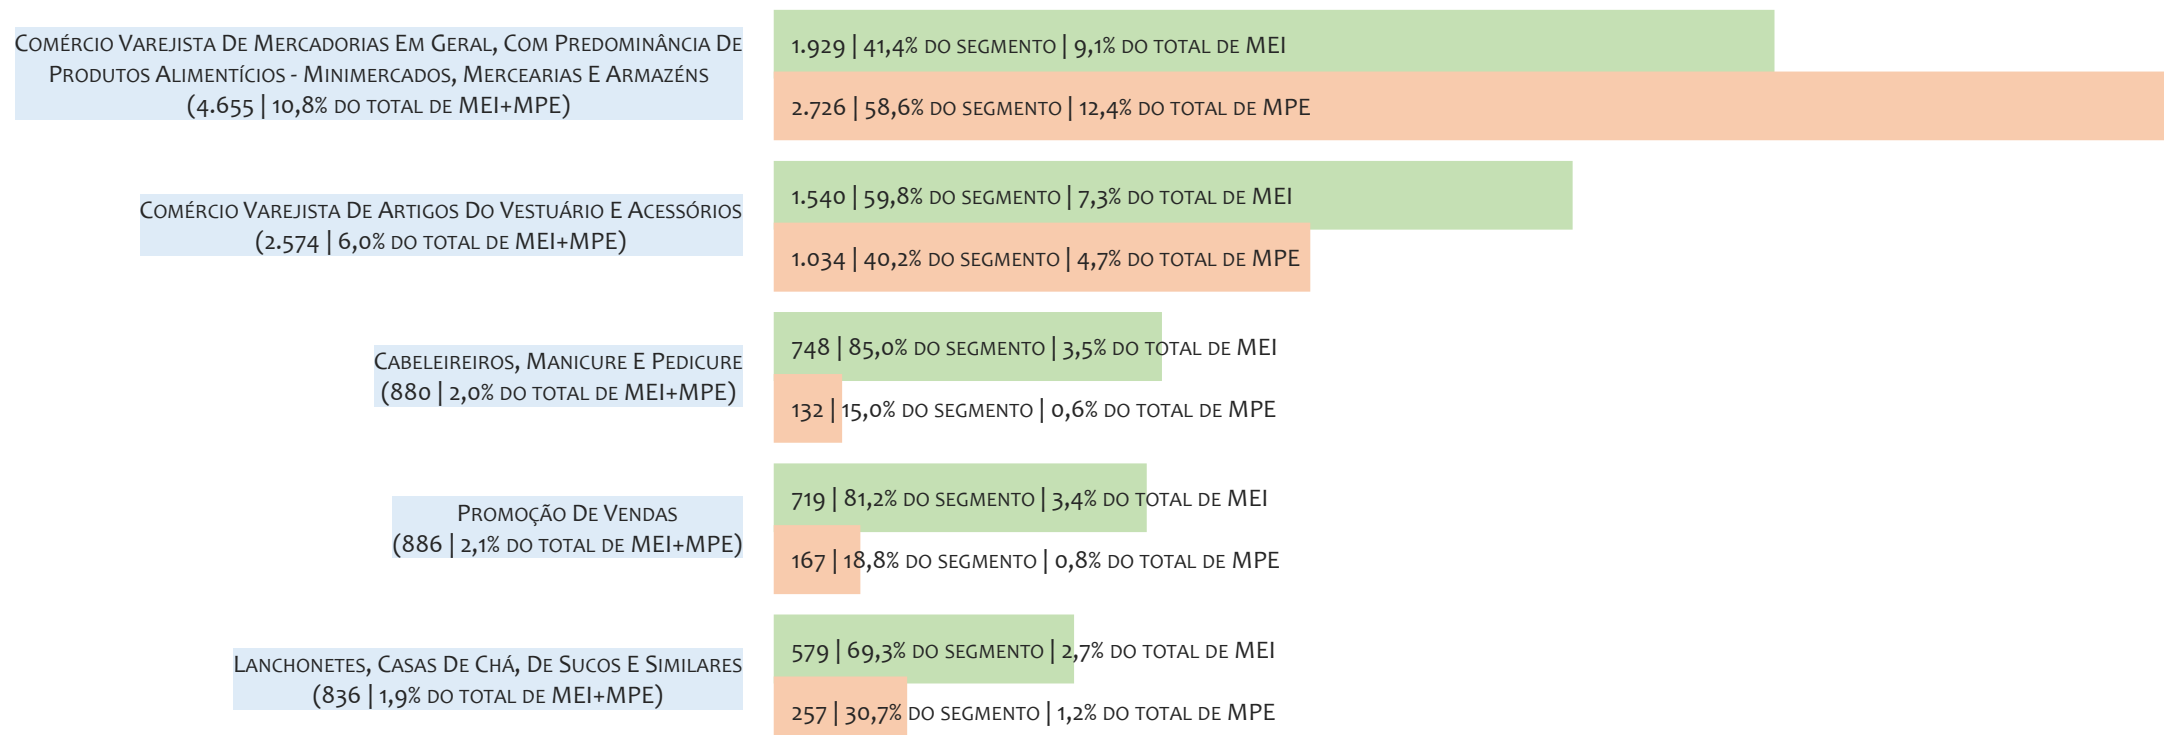 Comércio Varejista De Mercadorias Em Geral, Com Predominância De
Produtos Alimentícios - Minimercados, Mercearias E Armazéns
(4.655 | 10,8% do total de MEI+MPE)
1.929 | 41,4% do segmento | 9,1% do total de MEI
2.726 | 58,6% do segmento | 12,4% do total de MPE
Comércio Varejista De Artigos Do Vestuário E Acessórios
(2.574 | 6,0% do total de MEI+MPE)
1.540 | 59,8% do segmento | 7,3% do total de MEI
1.034 | 40,2% do segmento | 4,7% do total de MPE
Cabeleireiros, Manicure E Pedicure
(880 | 2,0% do total de MEI+MPE)
748 | 85,0% do segmento | 3,5% do total de MEI
132 | 15,0% do segmento | 0,6% do total de MPE
Promoção De Vendas
(886 | 2,1% do total de MEI+MPE)
719 | 81,2% do segmento | 3,4% do total de MEI
167 | 18,8% do segmento | 0,8% do total de MPE
Lanchonetes, Casas De Chá, De Sucos E Similares
(836 | 1,9% do total de MEI+MPE)
579 | 69,3% do segmento | 2,7% do total de MEI
257 | 30,7% do segmento | 1,2% do total de MPE